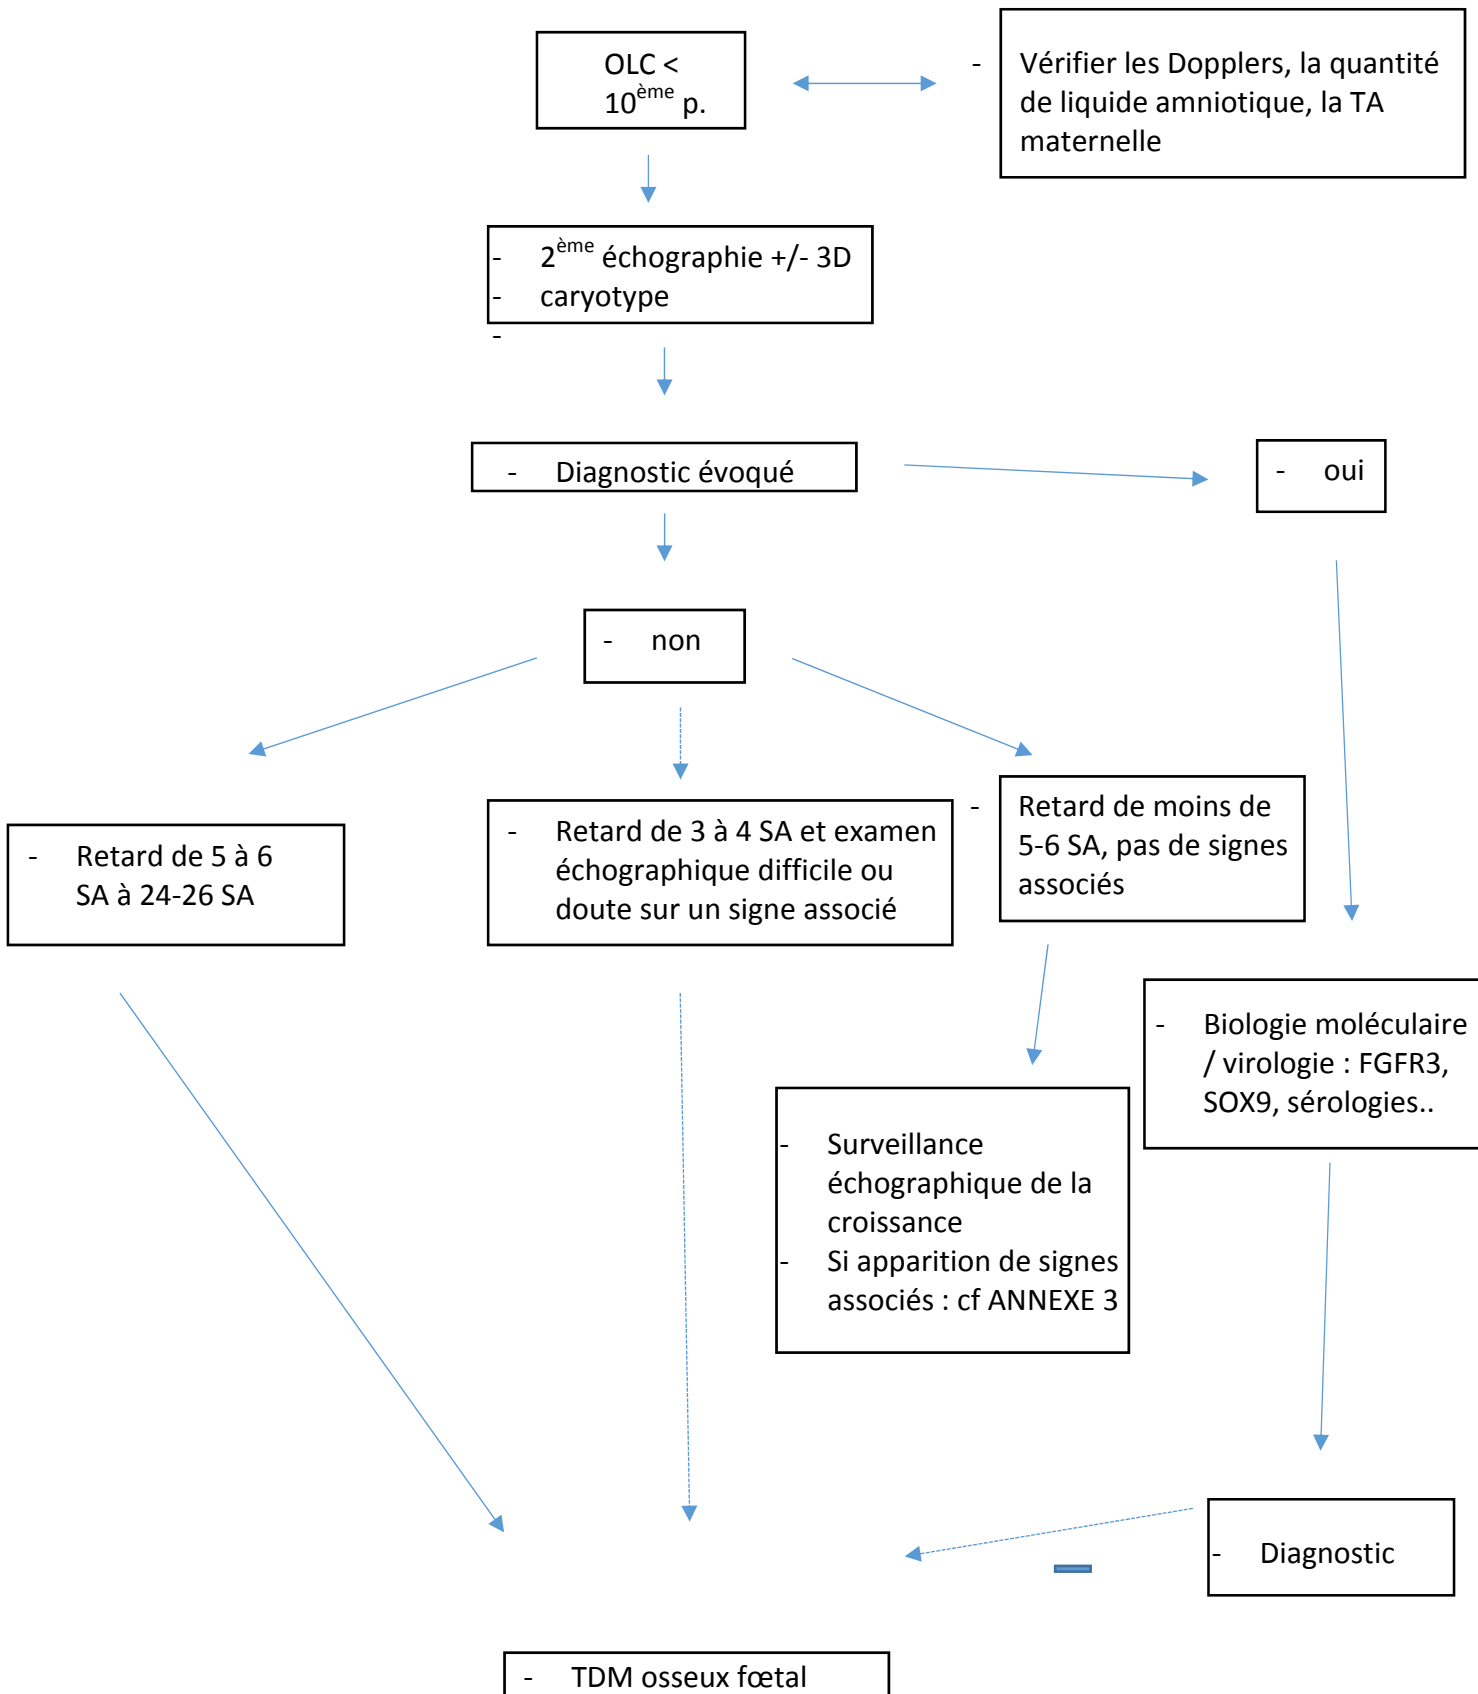 OLC <
10ème p.
- Vérifier les Dopplers, la quantité
de liquide amniotique, la TA
maternelle
- 2ème échographie +/- 3D
- caryotype
-
- Diagnostic évoqué
- oui
- non
- Retard de 5 à 6
SA à 24-26 SA
- Retard de 3 à 4 SA et examen
échographique difficile ou
doute sur un signe associé
- Retard de moins de
5-6 SA, pas de signes
associés
- Biologie moléculaire
/ virologie : FGFR3,
SOX9, sérologies..
- Surveillance
échographique de la
croissance
- Si apparition de signes
associés : cf ANNEXE 3
- Diagnostic
- TDM osseux fœtal